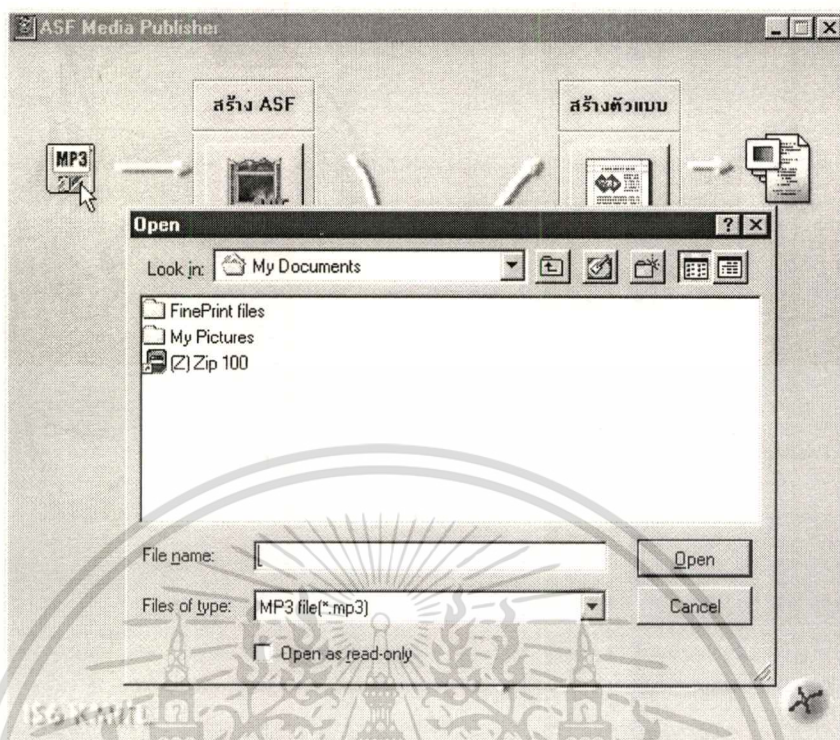 ASF Media Publisher
สร้าง ASF
สร้างตัวแบบ
MP3
Open
Look in: My Documents
FinePrint files
My Pictures
(Z) Zip 100
File name:
Open
Files of type: MP3 file(*.mp3)
Cancel
Open as read-only
KMITL